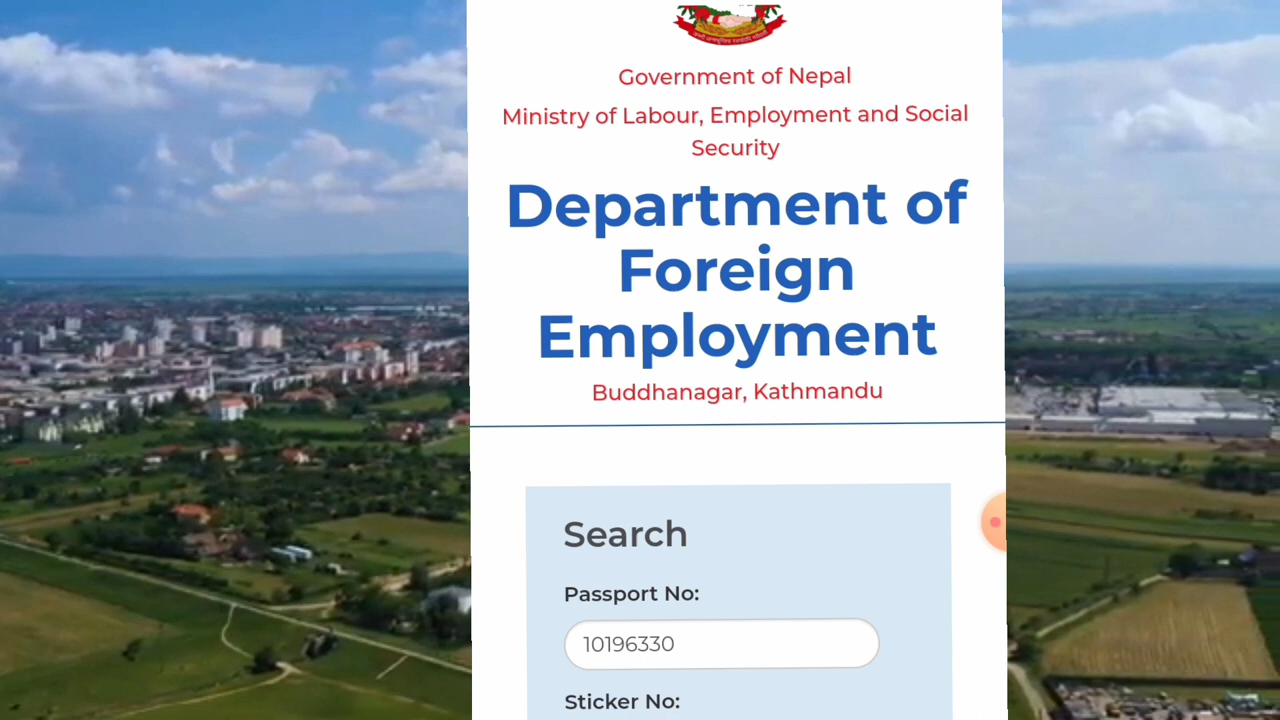 Government of Nepal
Ministry of Labour, Employment and Social
Security
Department of
Foreign
Employment
Buddhanagar, Kathmandu
Search
Passport No:
10196330
Sticker No: